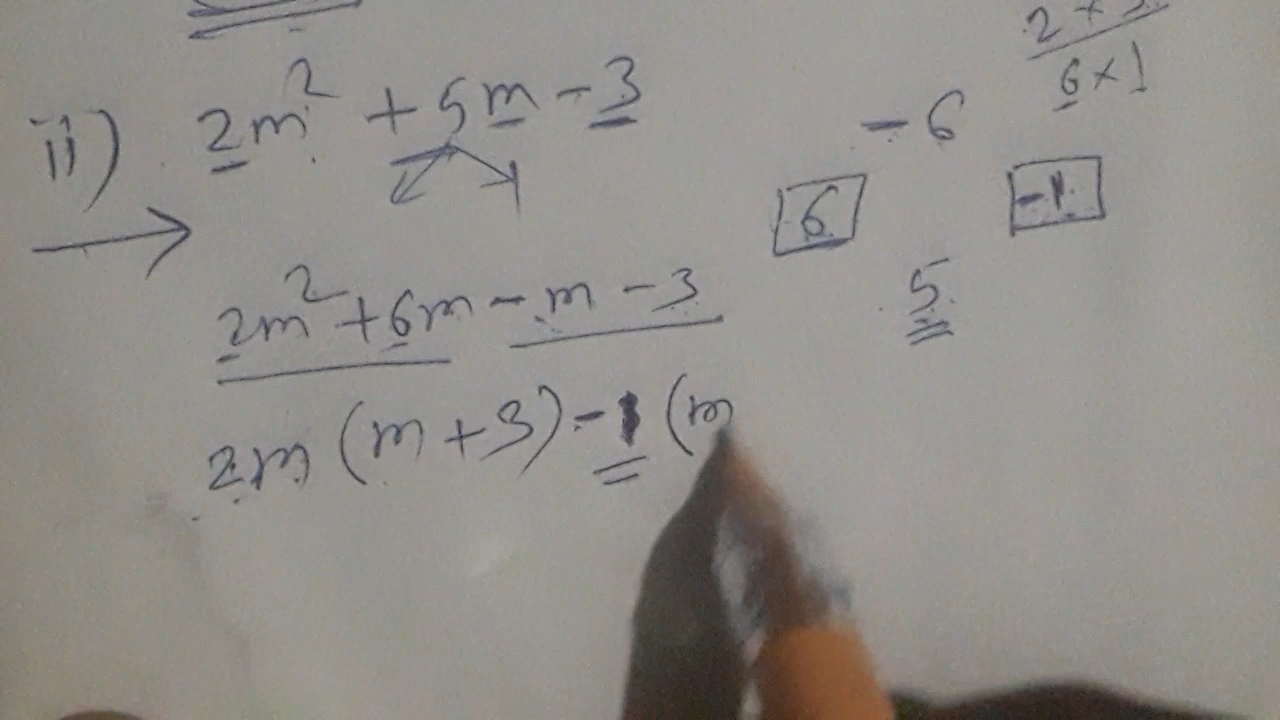 ii) 2m² + 5m - 3
2m² + 6m - m - 3
2m (m + 3) - 1 (m
6 × 1
- 6
6 -1
5